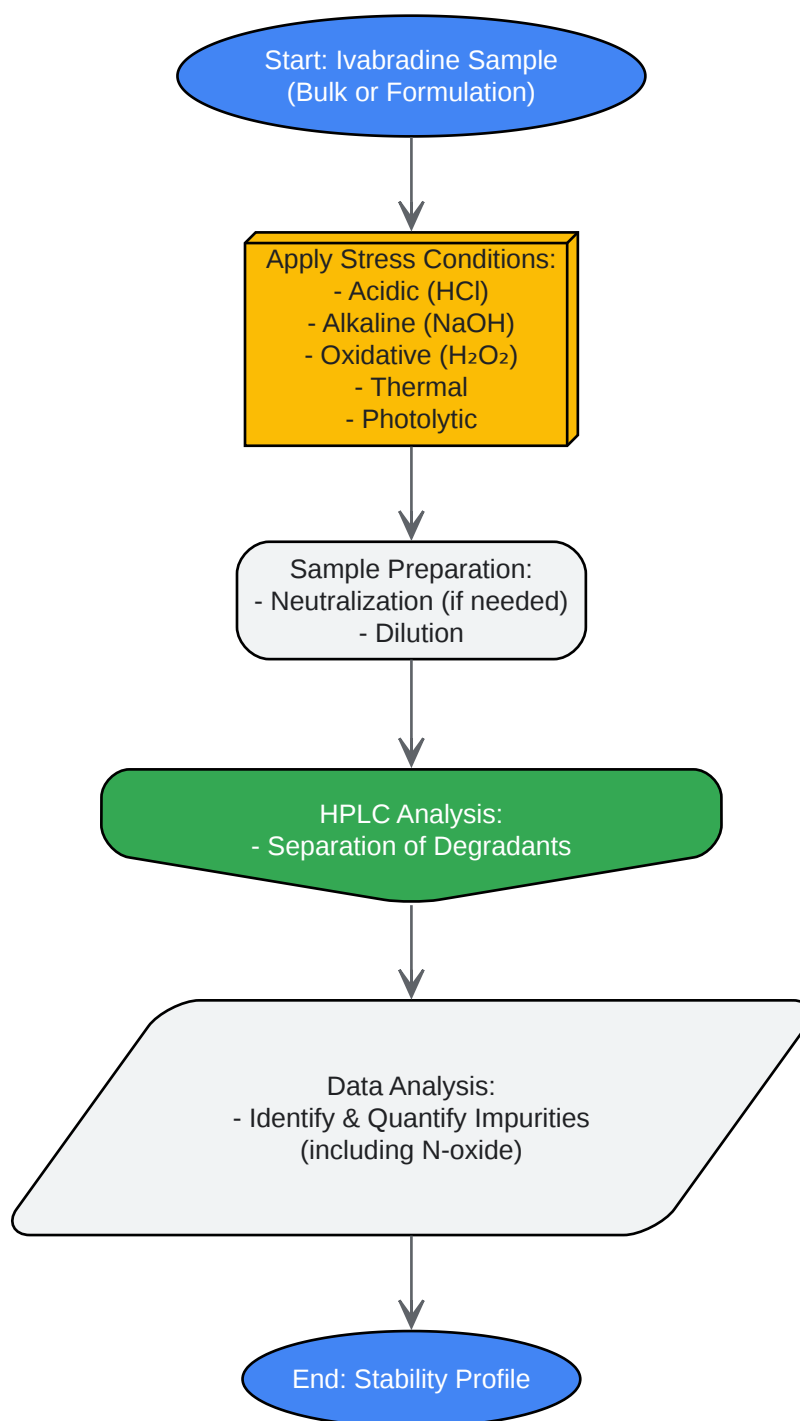 Start: Ivabradine Sample
(Bulk or Formulation)
Apply Stress Conditions:
- Acidic (HCl)
- Alkaline (NaOH)
- Oxidative (H₂O₂)
- Thermal
- Photolytic
Sample Preparation:
- Neutralization (if needed)
- Dilution
HPLC Analysis:
- Separation of Degradants
Data Analysis:
- Identify & Quantify Impurities
(including N-oxide)
End: Stability Profile